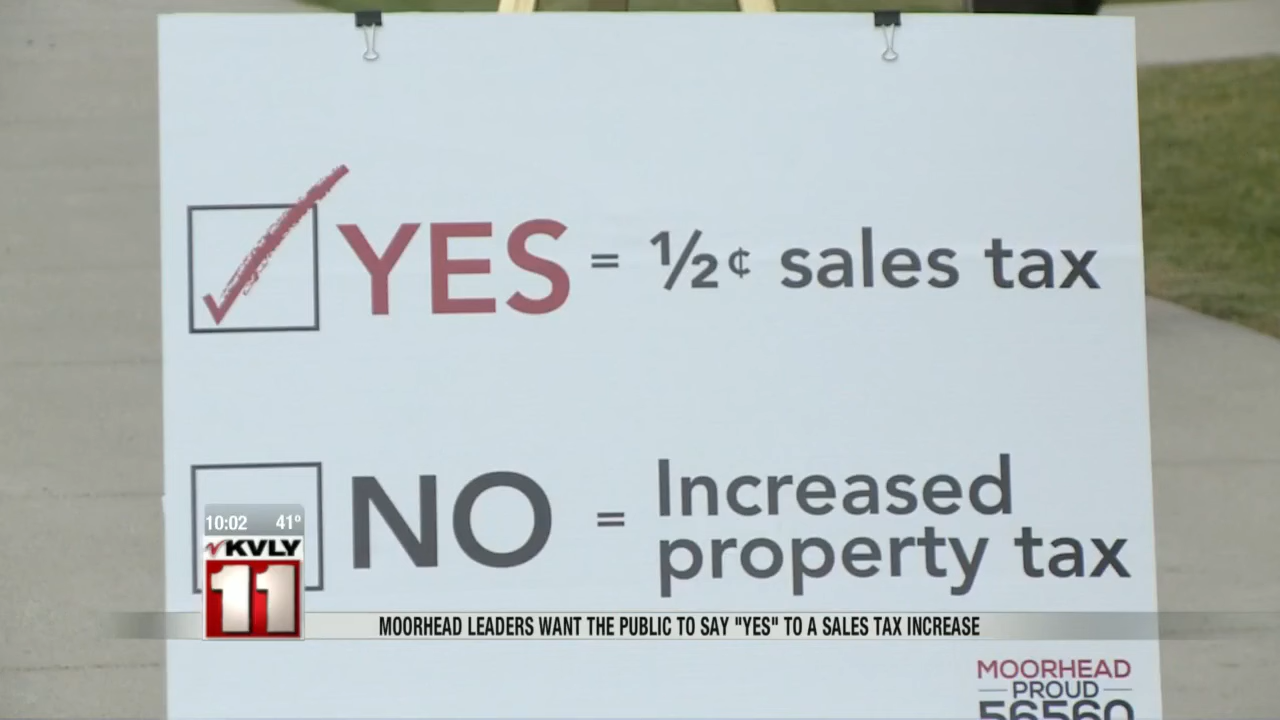 YES = ½¢ sales tax
NO = Increased
property tax
10:02 41°
KVLY
11
MOORHEAD LEADERS WANT THE PUBLIC TO SAY "YES" TO A SALES TAX INCREASE
MOORHEAD
PROUD
56560